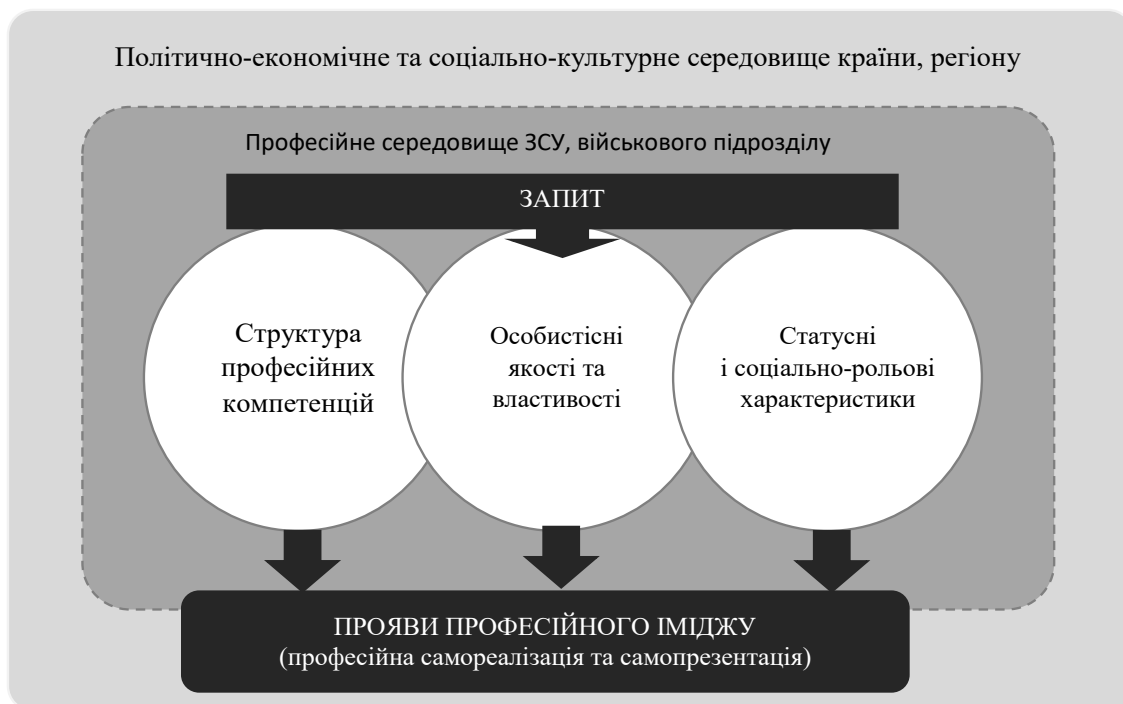 Політично-економічне та соціально-культурне середовище країни, регіону
Професійне середовище ЗСУ, військового підрозділу
ЗАПИТ
Структура
професійних
компетенцій
Особистісні
якості та
властивості
Статусні
і соціально-рольові
характеристики
ПРОЯВИ ПРОФЕСІЙНОГО ІМІДЖУ
(професійна самореалізація та самопрезентація)